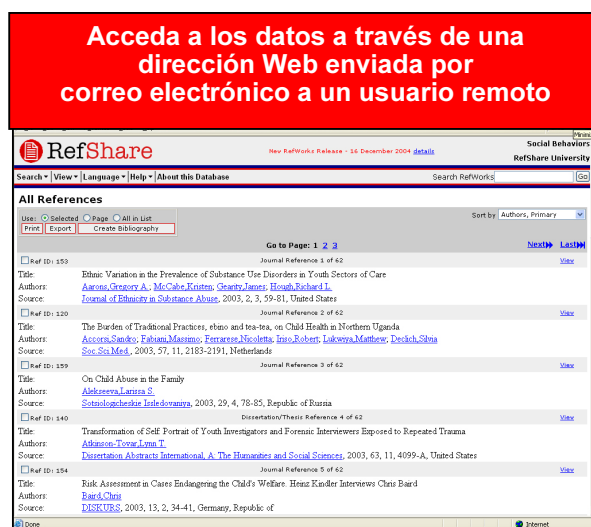 Acceda a los datos a través de una
dirección Web enviada por
correo electrónico a un usuario remoto
RefShare
New RefWorks Release - 16 December 2004 details
Social Behaviors
RefShare University
Search View Language Help About this Database
Search RefWorks Go
All References
Use: Selected Page All in List
Sort by Authors, Primary
Print Export Create Bibliography
Go to Page: 1 2 3 Next Last
Ref ID: 153 Journal Reference 1 of 62 View
Title: Ethnic Variation in the Prevalence of Substance Use Disorders in Youth Sectors of Care
Authors: Aarons,Gregory A.; McCabe,Kristen; Gearity,James; Hough,Richard L.
Source: Journal of Ethnicity in Substance Abuse, 2003, 2, 3, 59-81, United States
Ref ID: 120 Journal Reference 2 of 62 View
Title: The Burden of Traditional Practices, ebino and tea-tea, on Child Health in Northern Uganda
Authors: Accorsi,Sandro; Fabiani,Massimo; Ferrarese,Nicoletta; Iriso,Robert; Lukwiya,Matthew; Declich,Silvia
Source: Soc.Sci.Med., 2003, 57, 11, 2183-2191, Netherlands
Ref ID: 159 Journal Reference 3 of 62 View
Title: On Child Abuse in the Family
Authors: Alekseeva,Larissa S.
Source: Sotsiologicheskie Issledovaniya, 2003, 29, 4, 78-85, Republic of Russia
Ref ID: 140 Dissertation/Thesis Reference 4 of 62 View
Title: Transformation of Self Portrait of Youth Investigators and Forensic Interviewers Exposed to Repeated Trauma
Authors: Atkinson-Tovar,Lynn T.
Source: Dissertation Abstracts International, A: The Humanities and Social Sciences, 2003, 63, 11, 4099-A, United States
Ref ID: 154 Journal Reference 5 of 62 View
Title: Risk Assessment in Cases Endangering the Child's Welfare. Heinz Kindler Interviews Chris Baird
Authors: Baird,Chris
Source: DISKURS, 2003, 13, 2, 34-41, Germany, Republic of
Done Internet